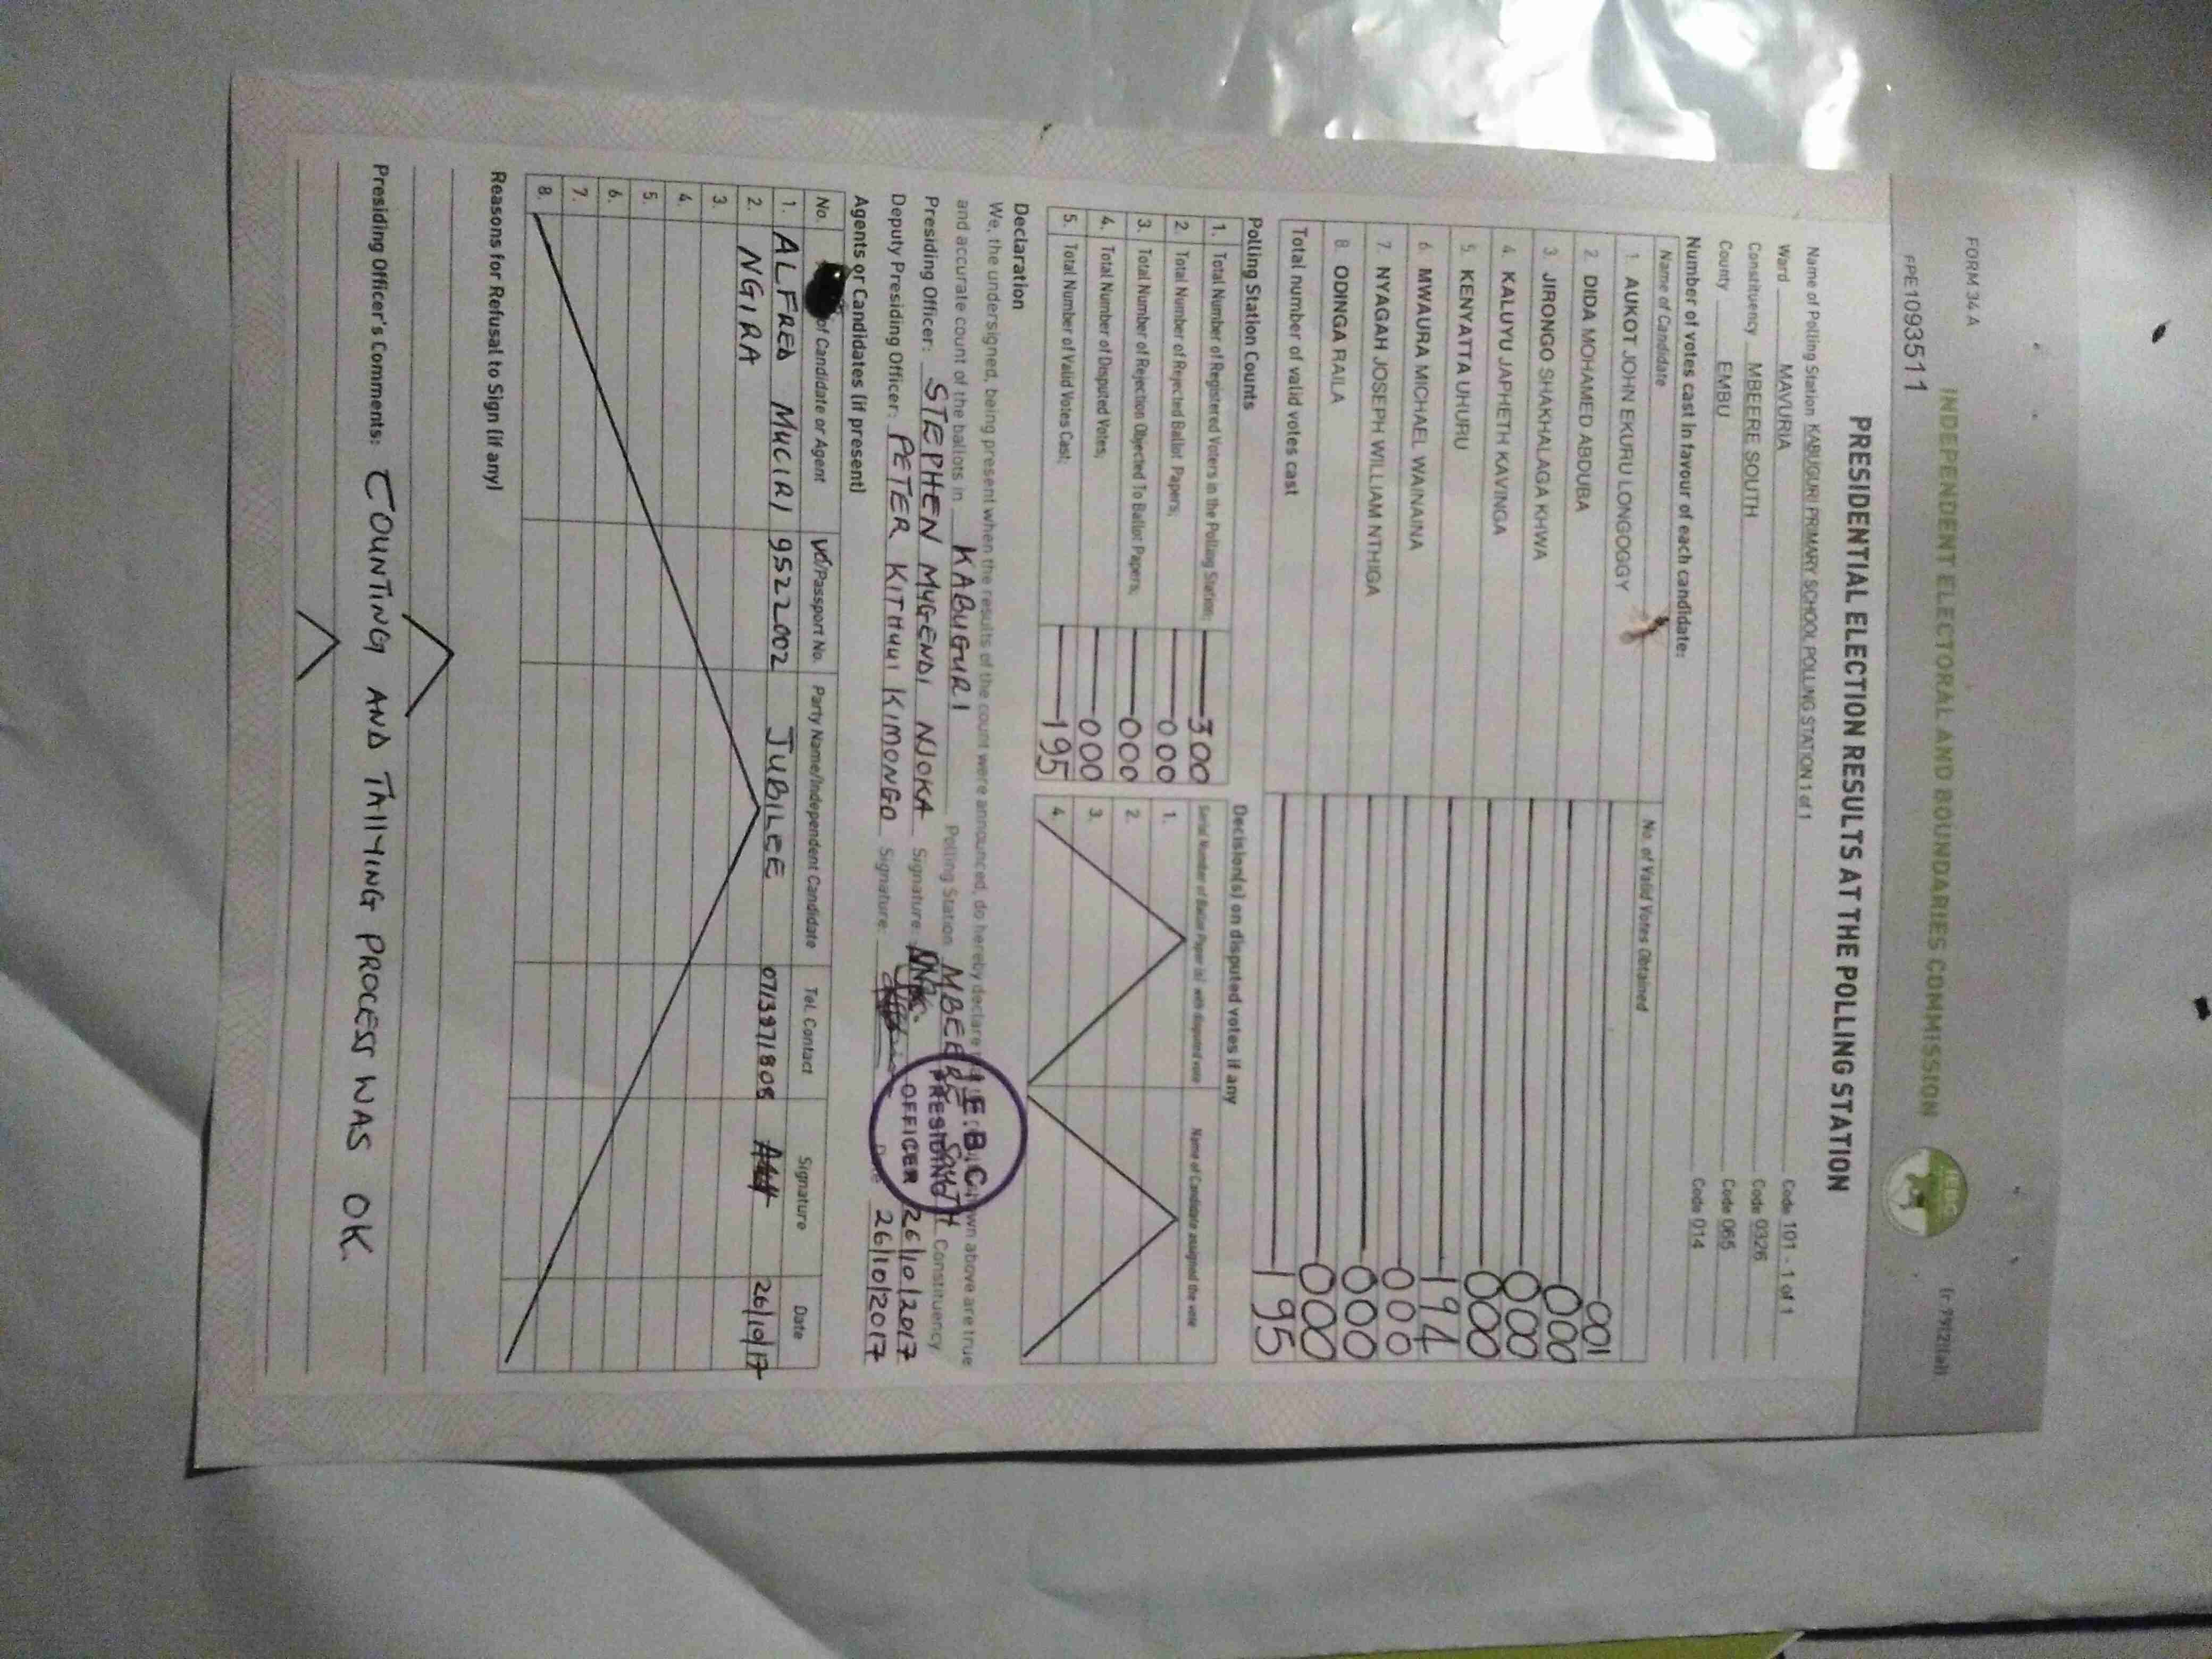 FORM 34 A
(r 79(2)(a))
INDEPENDENT ELECTORAL AND BOUNDARIES COMMISSION
IEBC
PPE1093511
PRESIDENTIAL ELECTION RESULTS AT THE POLLING STATION
Name of Polling Station KABUGURI PRIMARY SCHOOL POLLING STATION 1 of 1 Code 101 - 1 of 1
Ward MAVURIA Code 0326
Constituency MBEERE SOUTH Code 065
County EMBU Code 014
Number of votes cast in favour of each candidate:
Name of Candidate No. of Valid Votes Obtained
1. AUKOT JOHN EKURU LONGOGGY 001
2. DIDA MOHAMED ABDUBA 000
3. JIRONGO SHAKHALAGA KHWA 000
4. KALUYU JAPHETH KAVINGA 000
5. KENYATTA UHURU 194
6. MWAURA MICHAEL WAINAINA 000
7. NYAGAH JOSEPH WILLIAM NTHIGA 000
8. ODINGA RAILA 000
Total number of valid votes cast 195
Polling Station Counts
1. Total Number of Registered Voters in the Polling Station; 300
2. Total Number of Rejected Ballot Papers; 000
3. Total Number of Rejection Objected To Ballot Papers; 000
4. Total Number of Disputed Votes; 000
5. Total Number of Valid Votes Cast; 195
Decision(s) on disputed votes if any
Serial Number of Ballot Paper (s) with disputed vote Name of Candidate assigned the vote
1.
2.
3.
4.
Declaration
We, the undersigned, being present when the results of the count were announced, do hereby declare shown above are true
and accurate count of the ballots in KABUGURI Polling Station MBEERE SOUTH Constituency
Presiding Officer: STEPHEN MUGENDI NJOKA Signature 26/10/2017
Deputy Presiding Officer: PETER KITHUUI KIMONGO Signature Date 26/10/2017
I.E.B.C
PRESIDING
OFFICER
Agents or Candidates (if present)
No. of Candidate or Agent ID/Passport No. Party Name/Independent Candidate Tel. Contact Signature Date
1. ALFRED MUCIRI 9522002 JUBILEE 0713971808 26/10/17
2. NGIRA
3.
4.
5.
6.
7.
8.
Reasons for Refusal to Sign (if any)
Presiding Officer's Comments: COUNTING AND TALLYING PROCESS WAS OK.